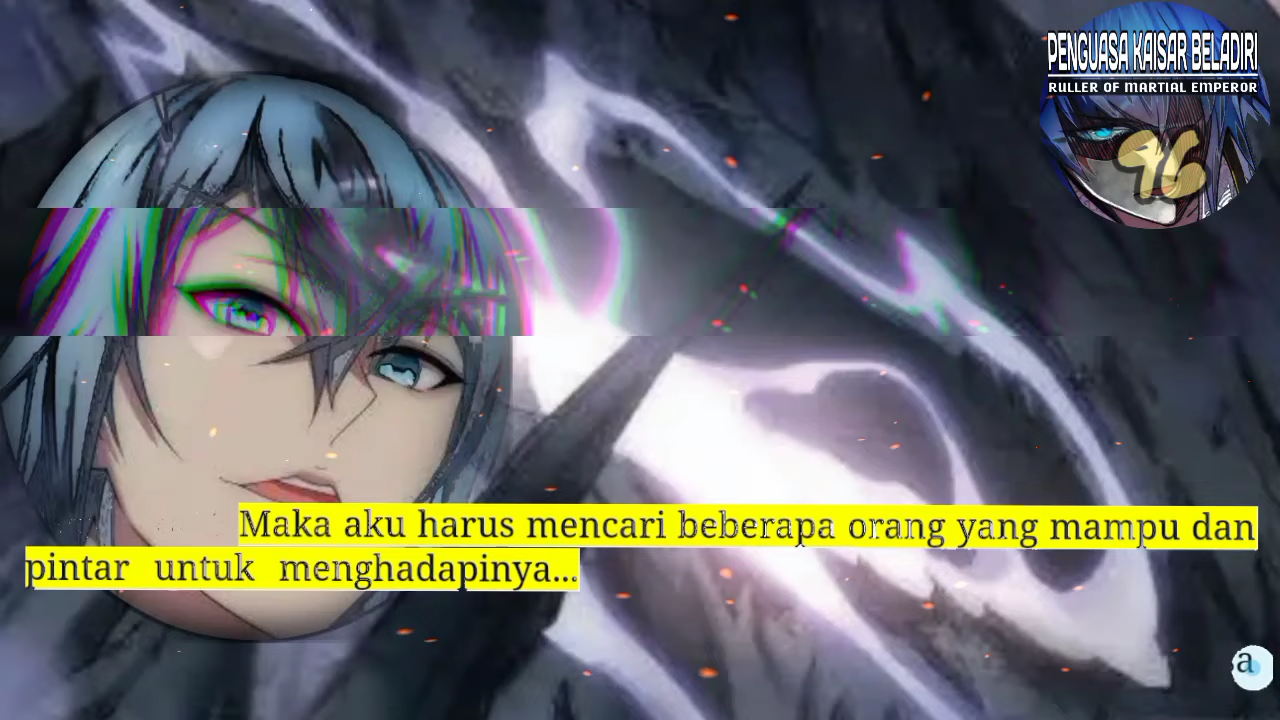 PENGUASA KAISAR BELADIRI
RULLER OF MARTIAL EMPEROR
96
Maka aku harus mencari beberapa orang yang mampu dan
pintar untuk menghadapinya...
a